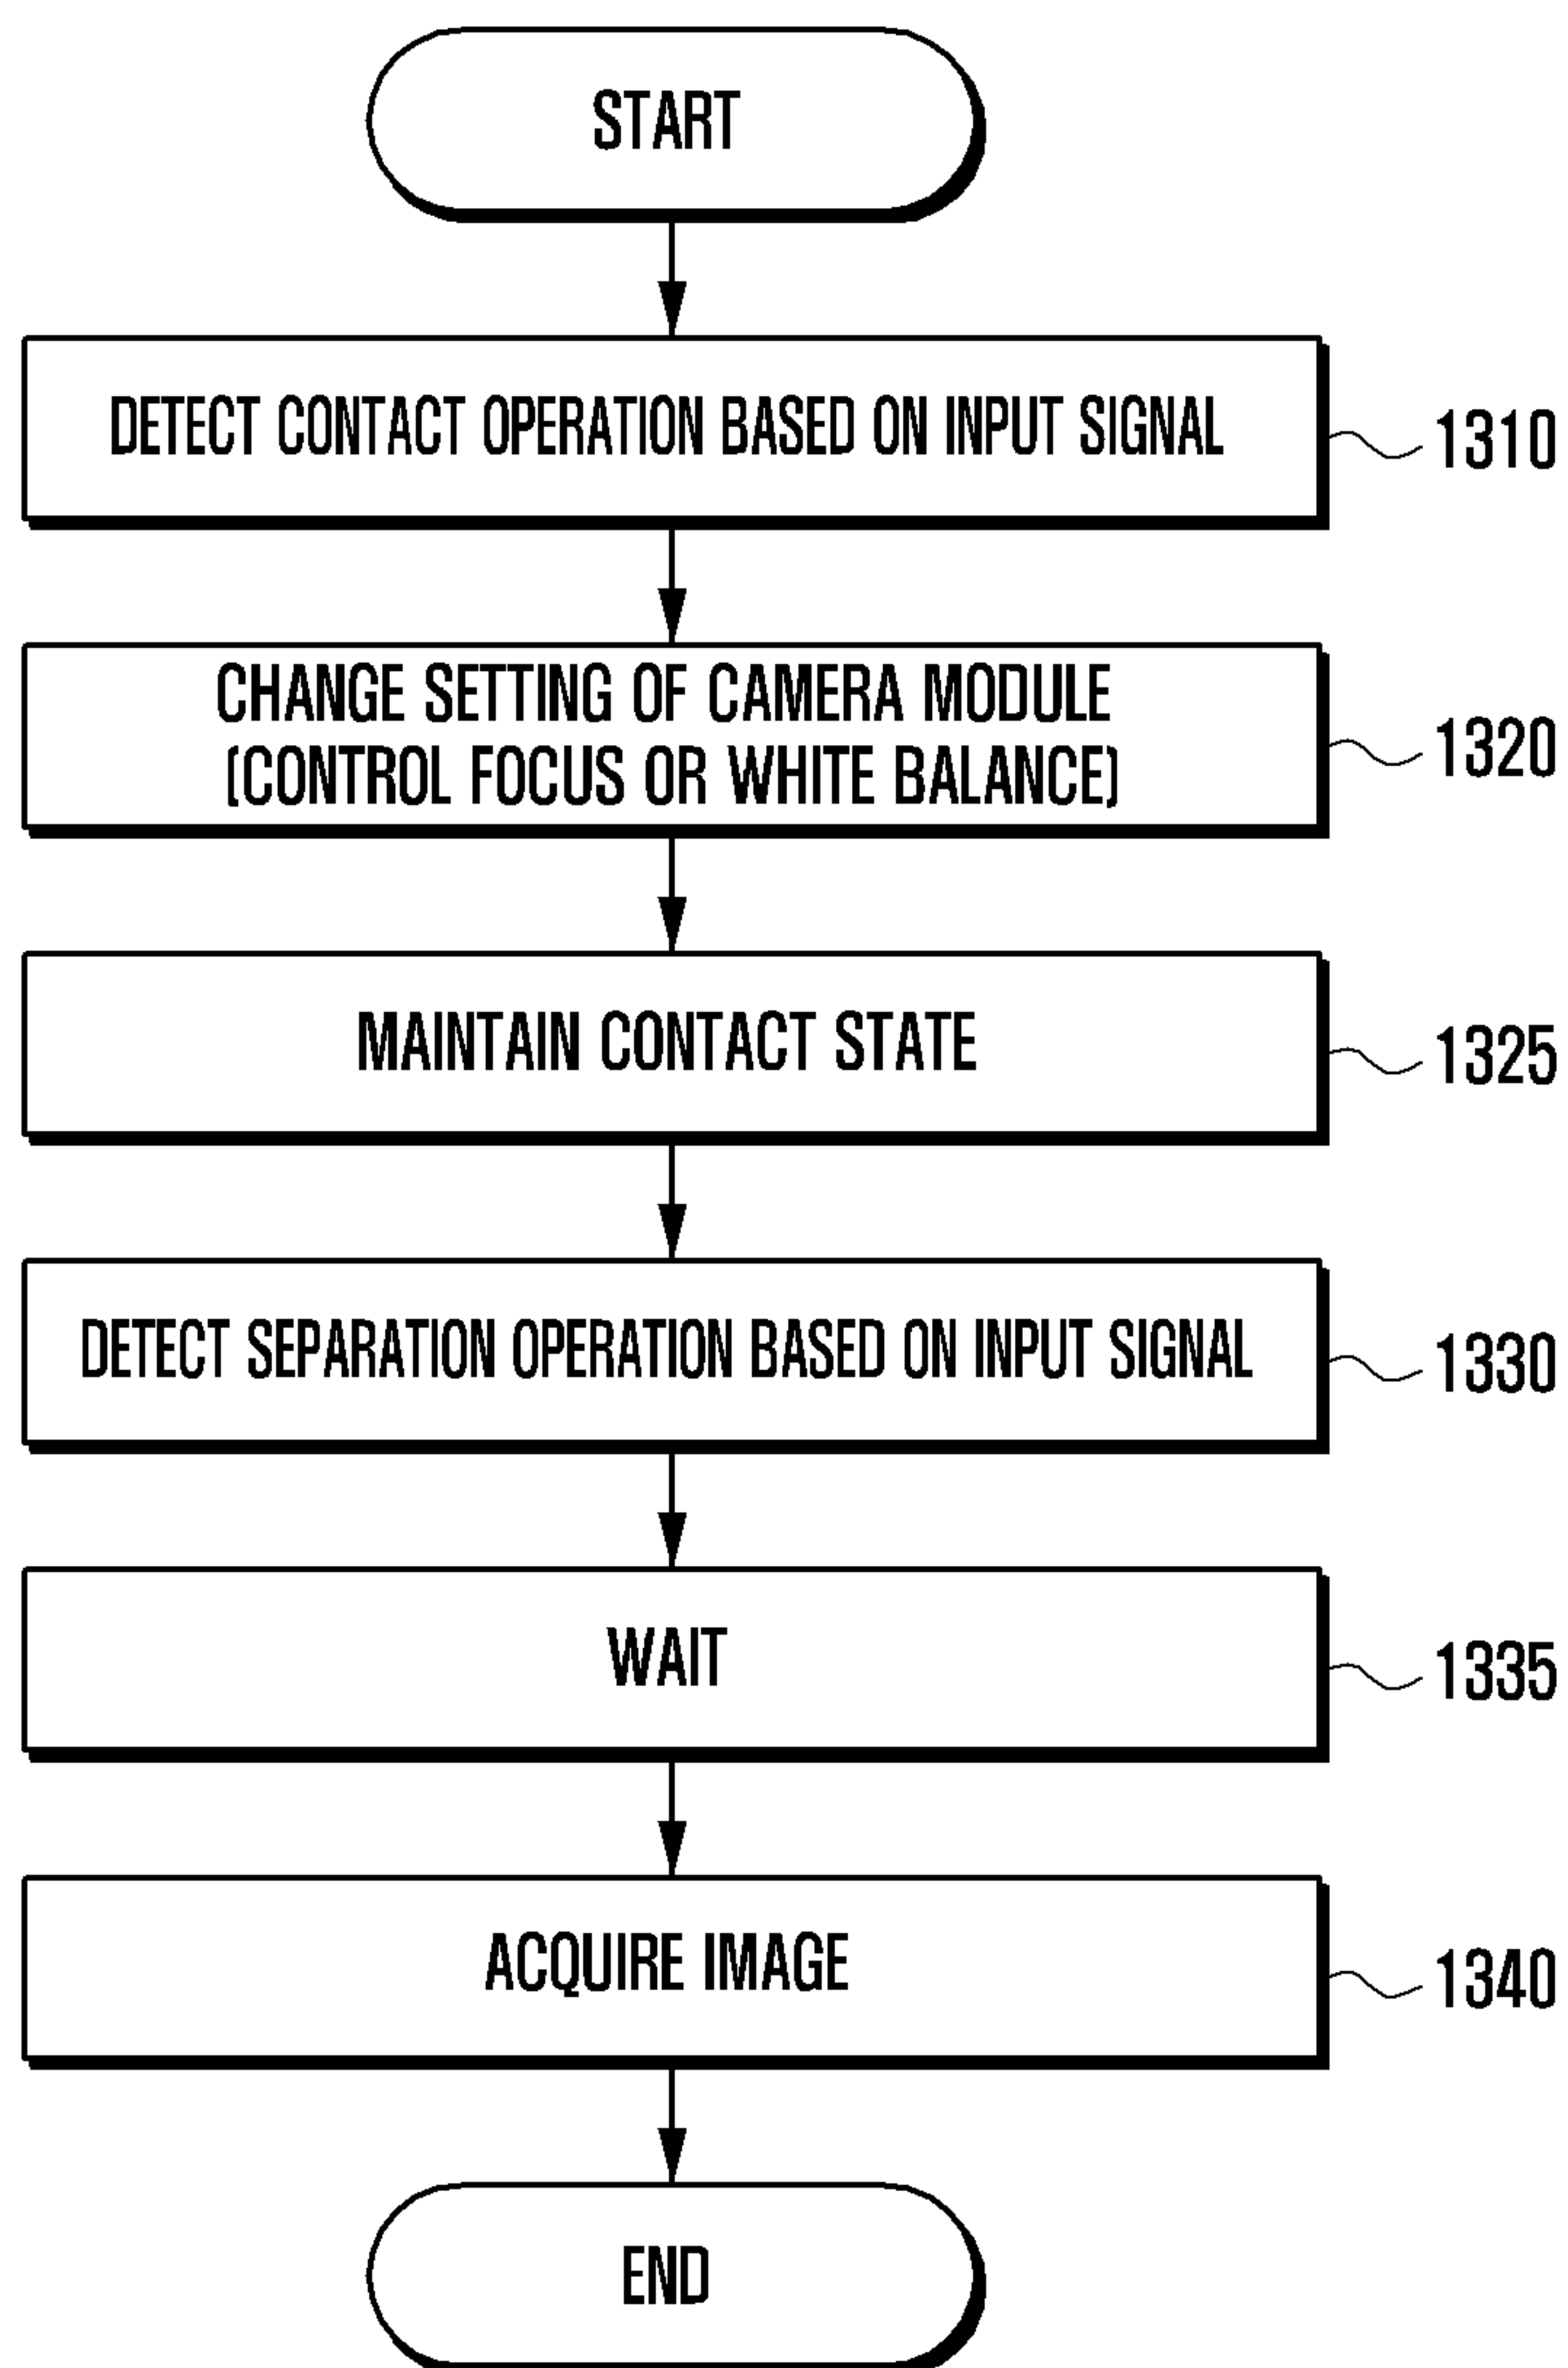 START
DETECT CONTACT OPERATION BASED ON INPUT SIGNAL
1310
CHANGE SETTING OF CAMERA MODULE
(CONTROL FOCUS OR WHITE BALANCE)
1320
MAINTAIN CONTACT STATE
1325
DETECT SEPARATION OPERATION BASED ON INPUT SIGNAL
1330
WAIT
1335
ACQUIRE IMAGE
1340
END